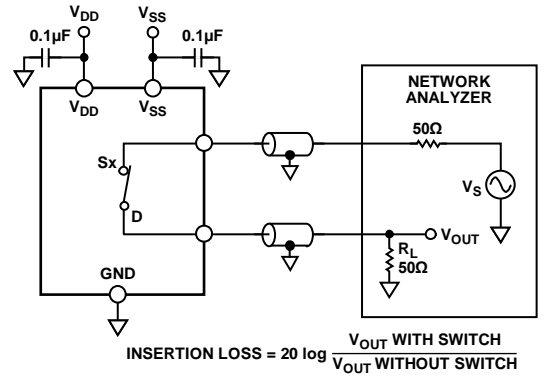 VDD VSS
0.1µF 0.1µF
VDD VSS
NETWORK
ANALYZER
50Ω
Sx
VS
D
VOUT
RL
50Ω
GND
INSERTION LOSS = 20 log VOUT WITH SWITCH
VOUT WITHOUT SWITCH